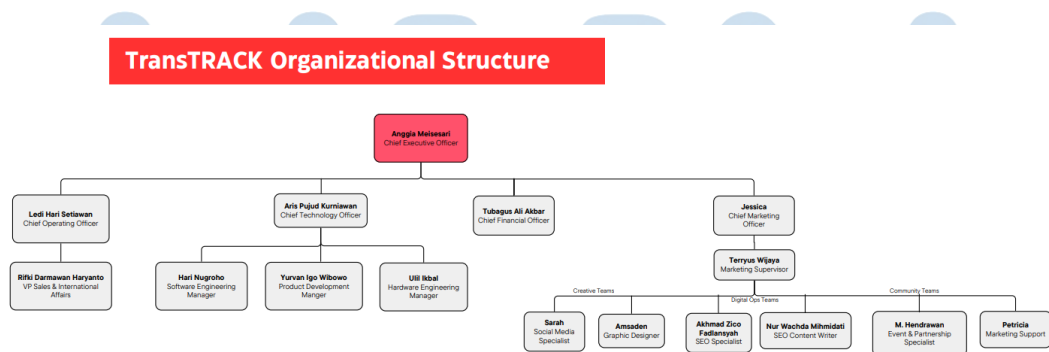 TransTRACK Organizational Structure
Anggia Meisesari
Chief Executive Officer
Ledi Hari Setiawan
Chief Operating Officer
Aris Pujud Kurniawan
Chief Technology Officer
Tubagus Ali Akbar
Chief Financial Officer
Jessica
Chief Marketing
Officer
Terryus Wijaya
Marketing Supervisor
Rifki Darmawan Haryanto
VP Sales & International
Affairs
Hari Nugroho
Software Engineering
Manager
Yurvan Igo Wibowo
Product Development
Manger
Ulil Ikbal
Hardware Engineering
Manager
Creative Teams
Digital Ops Teams
Community Teams
Sarah
Social Media
Specialist
Amsaden
Graphic Designer
Akhmad Zico
Fadlansyah
SEO Specialist
Nur Wachda Mihmidati
SEO Content Writer
M. Hendrawan
Event & Partnership
Specialist
Petricia
Marketing Support